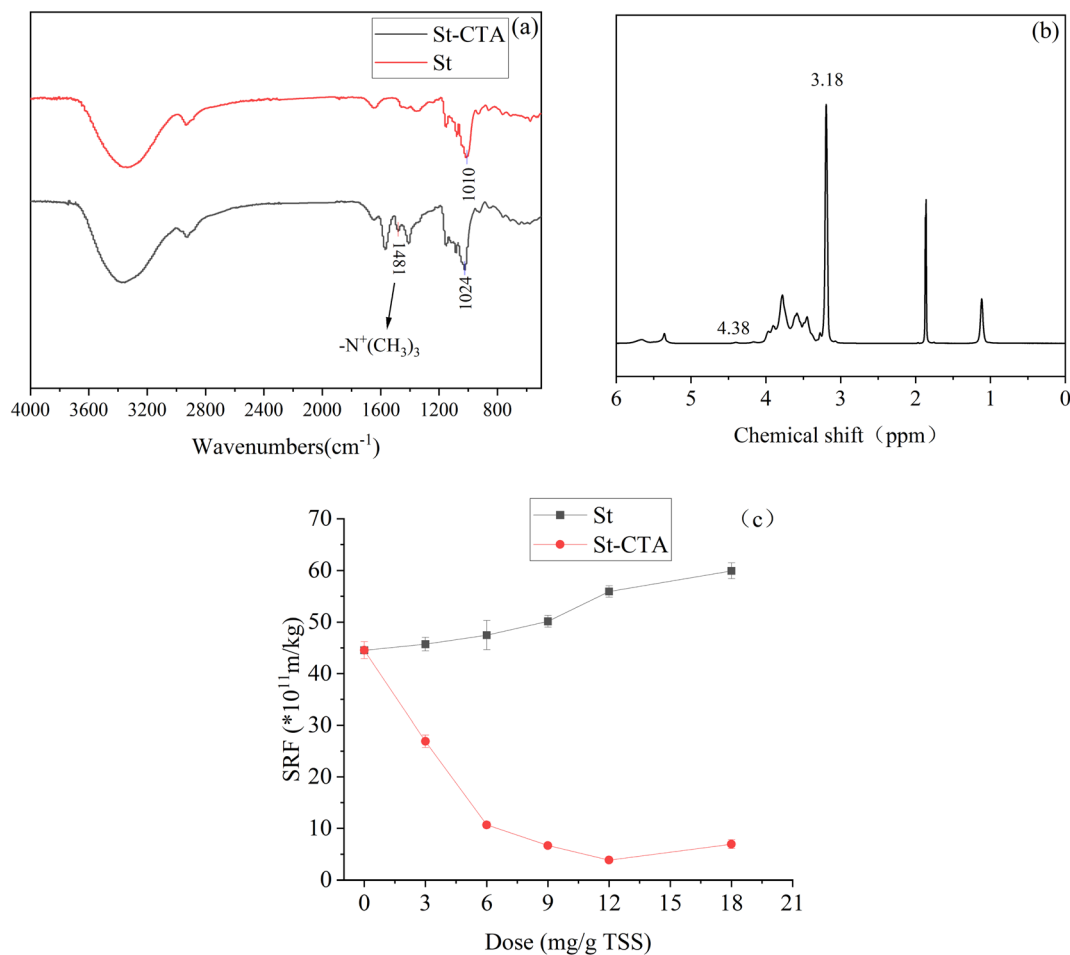 (a)
St-CTA
St
1010
1481
1024
-N⁺(CH₃)₃
4000 3600 3200 2800 2400 2000 1600 1200 800
Wavenumbers(cm⁻¹)
(b)
3.18
4.38
6 5 4 3 2 1 0
Chemical shift（ppm）
（c）
St
St-CTA
70
60
50
40
30
20
10
0
SRF (*10¹¹m/kg)
0 3 6 9 12 15 18 21
Dose (mg/g TSS)